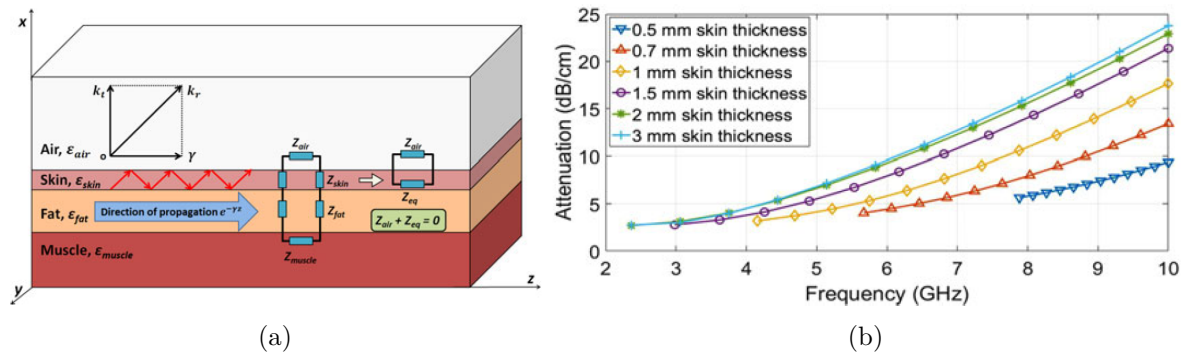 x
k_t
k_r
o
γ
Air, ε_air
Z_air
Z_air
Skin, ε_skin
Z_skin
Z_eq
Fat, ε_fat
Direction of propagation e^{-γz}
Z_fat
Z_air + Z_eq = 0
Muscle, ε_muscle
Z_muscle
y
z
(a)
25
20
15
10
5
0
Attenuation (dB/cm)
0.5 mm skin thickness
0.7 mm skin thickness
1 mm skin thickness
1.5 mm skin thickness
2 mm skin thickness
3 mm skin thickness
2 3 4 5 6 7 8 9 10
Frequency (GHz)
(b)